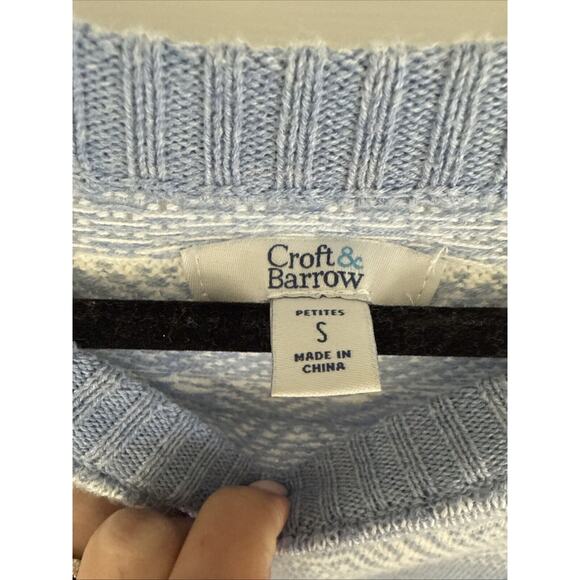 Croft&
Barrow
PETITES
S
MADE IN
CHINA